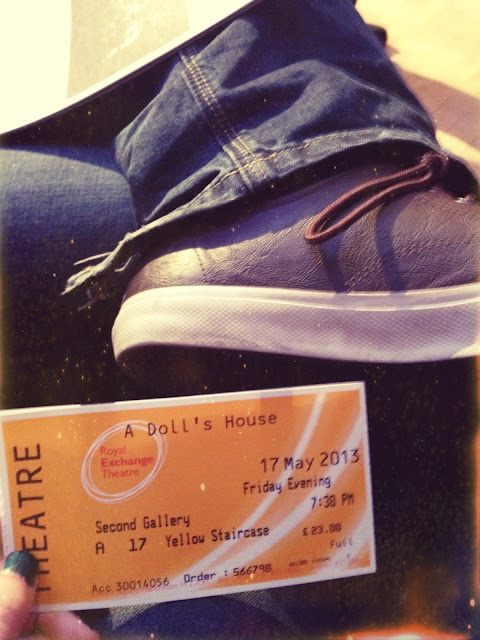 THEATRE
A Doll's House
Royal
Exchange
Theatre
17 May 2013
Friday Evening
7:30 PM
Second Gallery
A 17 Yellow Staircase
£23.00
Full
Acc 30014056 Order : 566798